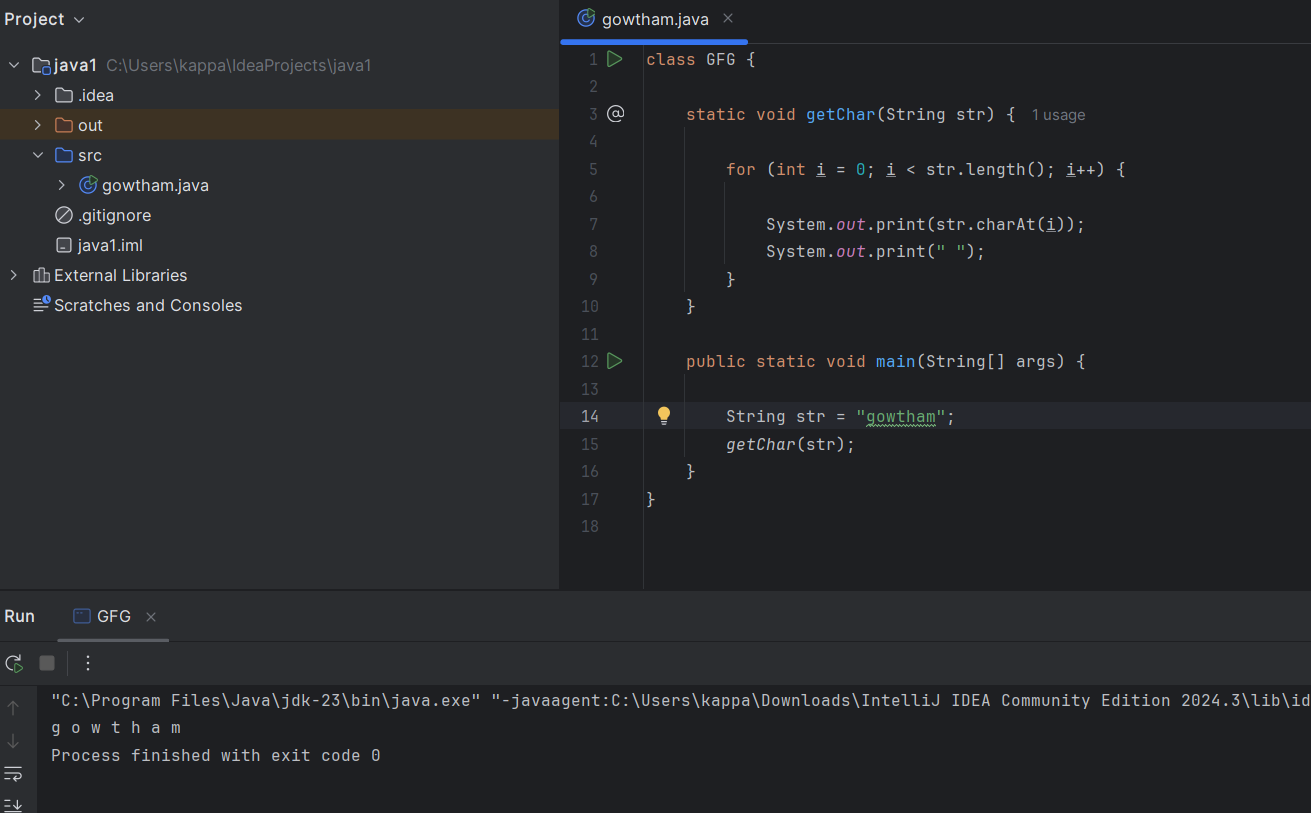 Project
java1 C:\Users\kappa\IdeaProjects\java1
.idea
out
src
gowtham.java
.gitignore
java1.iml
External Libraries
Scratches and Consoles
gowtham.java
1 class GFG {
2
3 @ static void getChar(String str) { 1 usage
4
5 for (int i = 0; i < str.length(); i++) {
6
7 System.out.print(str.charAt(i));
8 System.out.print(" ");
9 }
10 }
11
12 public static void main(String[] args) {
13
14 String str = "gowtham";
15 getChar(str);
16 }
17 }
18
Run GFG
"C:\Program Files\Java\jdk-23\bin\java.exe" "-javaagent:C:\Users\kappa\Downloads\IntelliJ IDEA Community Edition 2024.3\lib\id
g o w t h a m
Process finished with exit code 0